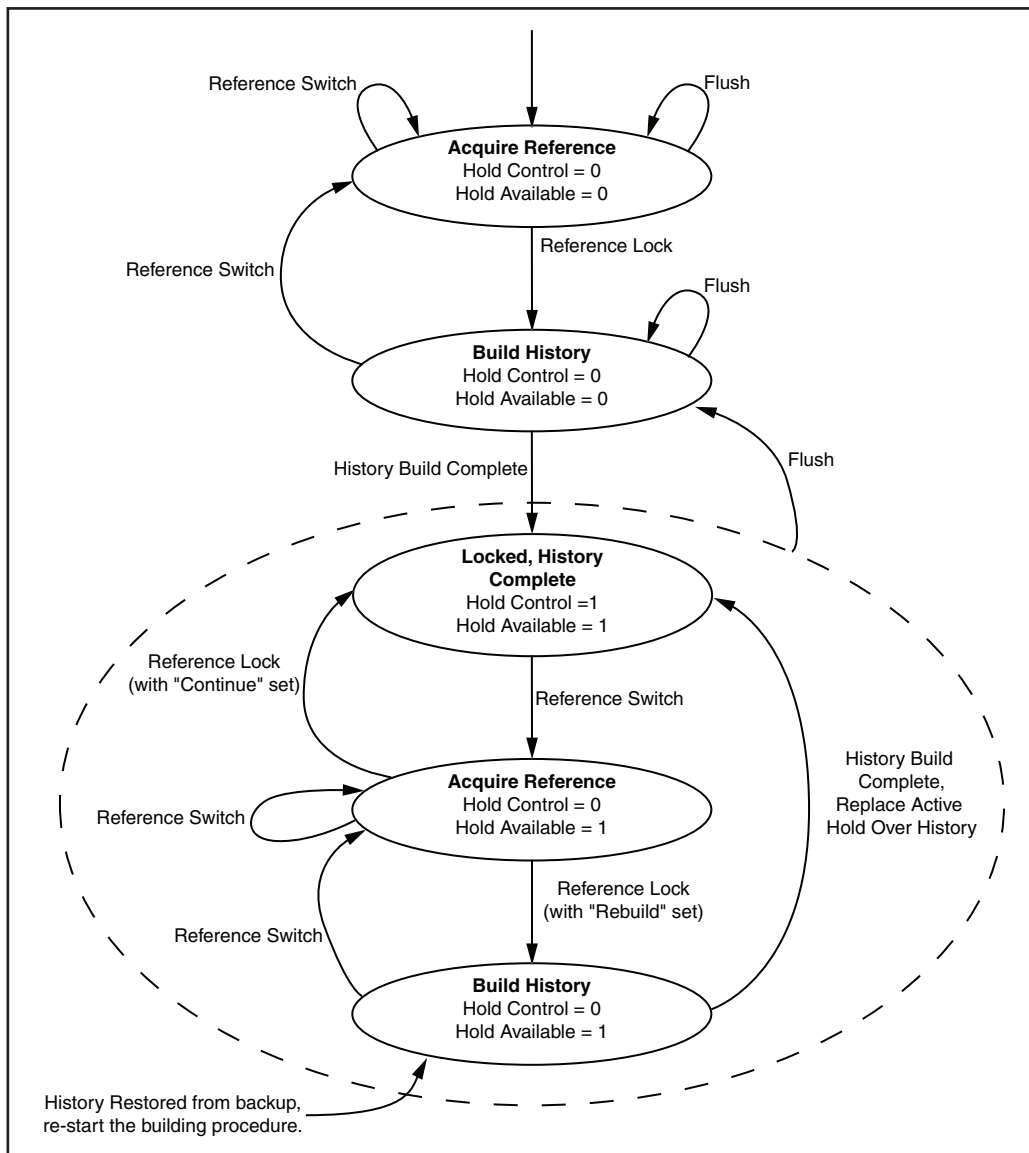 Reference Switch
Flush
Acquire Reference
Hold Control = 0
Hold Available = 0
Reference Switch
Reference Lock
Flush
Build History
Hold Control = 0
Hold Available = 0
History Build Complete
Flush
Locked, History
Complete
Hold Control =1
Hold Available = 1
Reference Lock
(with "Continue" set)
Reference Switch
Acquire Reference
Hold Control = 0
Hold Available = 1
Reference Switch
History Build
Complete,
Replace Active
Hold Over History
Reference Lock
(with "Rebuild" set)
Reference Switch
Build History
Hold Control = 0
Hold Available = 1
History Restored from backup,
re-start the building procedure.